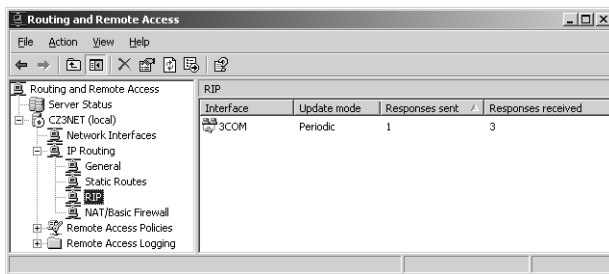 Routing and Remote Access
File Action View Help
Routing and Remote Access
Server Status
CZ3NET (local)
Network Interfaces
IP Routing
General
Static Routes
RIP
NAT/Basic Firewall
Remote Access Policies
Remote Access Logging
RIP
Interface Update mode Responses sent Responses received
3COM Periodic 1 3